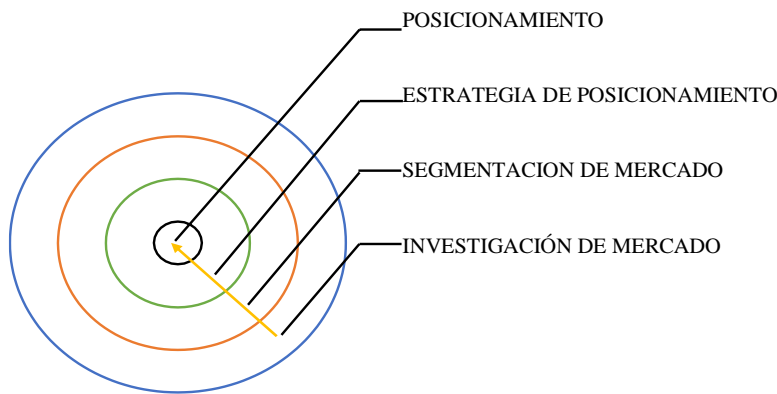 POSICIONAMIENTO
ESTRATEGIA DE POSICIONAMIENTO
SEGMENTACION DE MERCADO
INVESTIGACIÓN DE MERCADO